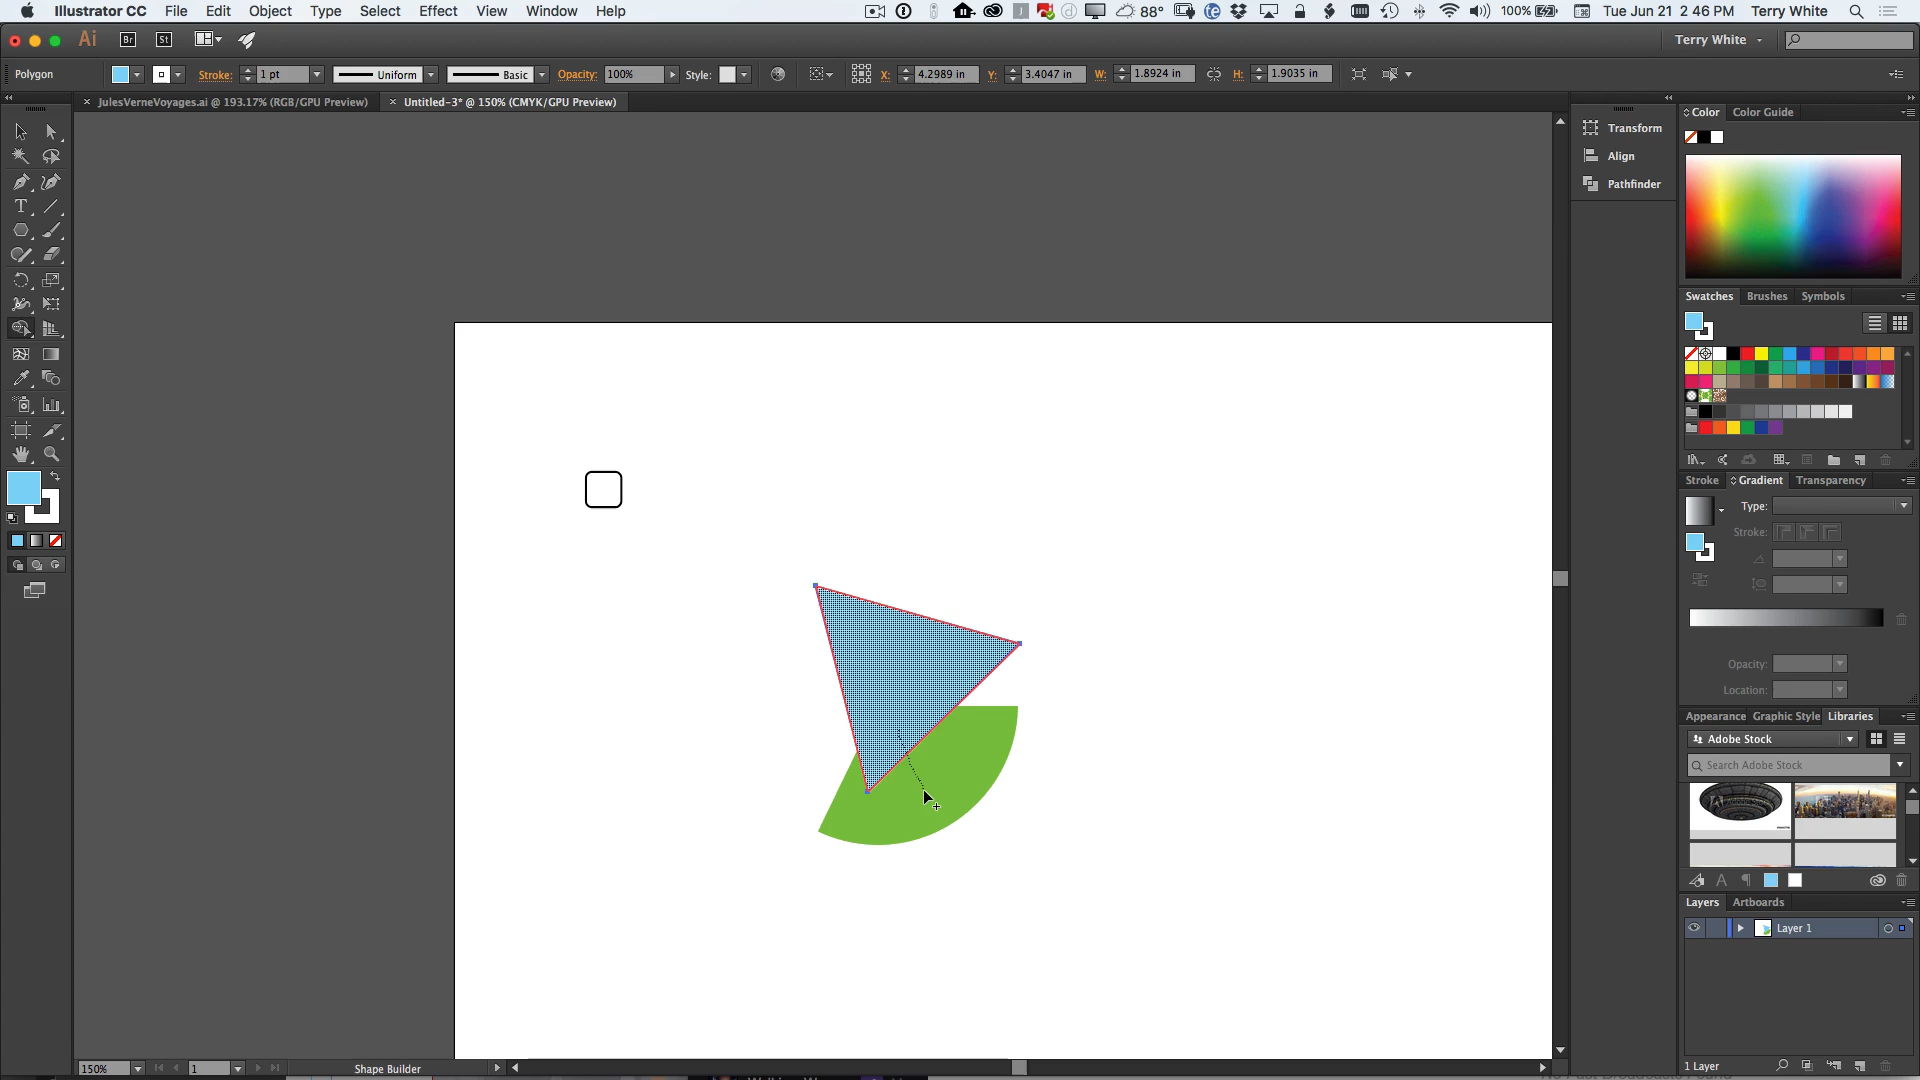 Illustrator CC File Edit Object Type Select Effect View Window Help 88° 100% Tue Jun 21 2 46 PM Terry White
Ai Br St Terry White
Polygon Stroke: 1 pt Uniform Basic Opacity: 100% Style: X: 4.2989 in Y: 3.4047 in W: 1.8924 in H: 1.9035 in
JulesVerneVoyages.ai @ 193.17% (RGB/GPU Preview) Untitled-3* @ 150% (CMYK/GPU Preview)
Transform
Align
Pathfinder
Color Color Guide
Swatches Brushes Symbols
Stroke Gradient Transparency
Type:
Stroke:
Opacity:
Location:
Appearance Graphic Style Libraries
Adobe Stock
Search Adobe Stock
Layers Artboards
Layer 1
150% 1 Shape Builder 1 Layer